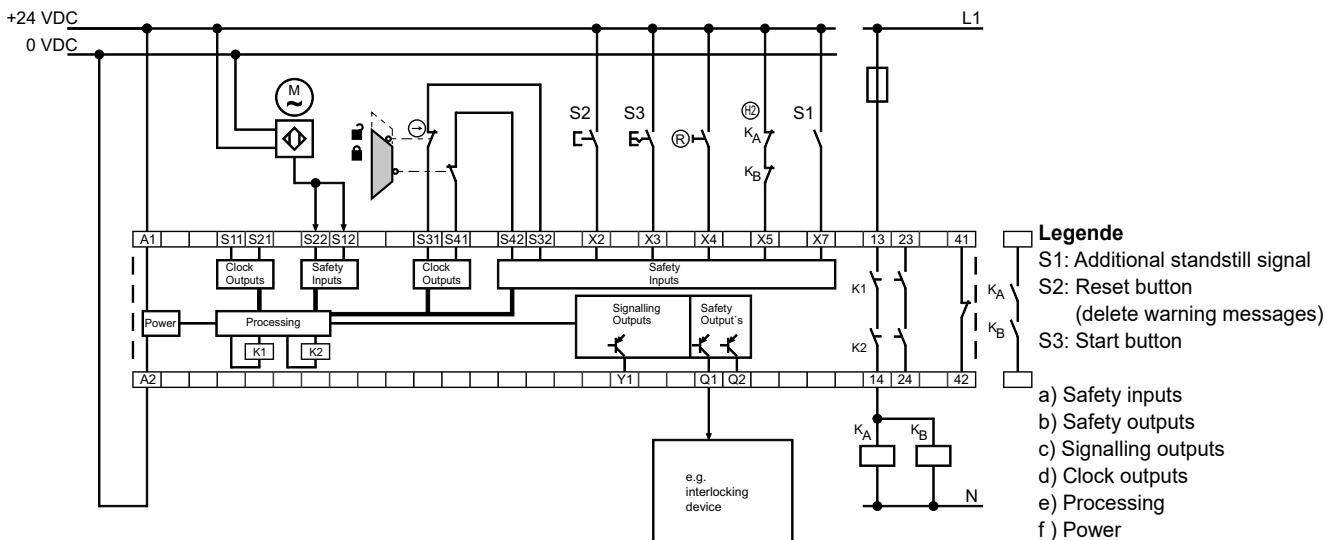 +24 VDC
L1
0 VDC
M
~
S2
S3
H2
S1
→
R
KA
KB
A1 S11 S21 S22 S12 S31 S41 S42 S32 X2 X3 X4 X5 X7 13 23 41
Clock
Outputs
Safety
Inputs
Clock
Outputs
Safety
Inputs
Power
Processing
K1
K2
Signalling
Outputs
Safety
Output`s
K1
K2
KA
KB
A2 Y1 Q1 Q2 14 24 42
KA
KB
e.g.
interlocking
device
N
Legende
S1: Additional standstill signal
S2: Reset button
(delete warning messages)
S3: Start button
a) Safety inputs
b) Safety outputs
c) Signalling outputs
d) Clock outputs
e) Processing
f ) Power